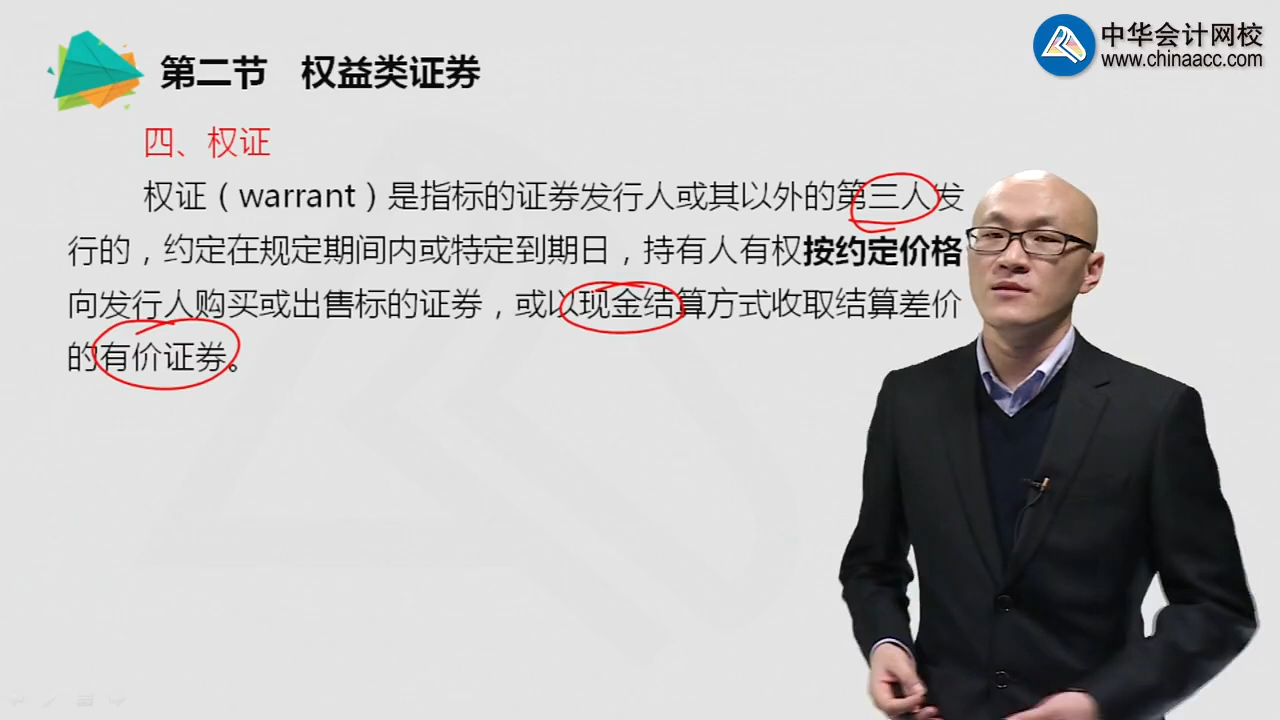 中华会计网校
www.chinaacc.com
第二节 权益类证券
四、权证
权证（warrant）是指标的证券发行人或其以外的第三人发
行的，约定在规定期间内或特定到期日，持有人有权按约定价格
向发行人购买或出售标的证券，或以现金结算方式收取结算差价
的有价证券。